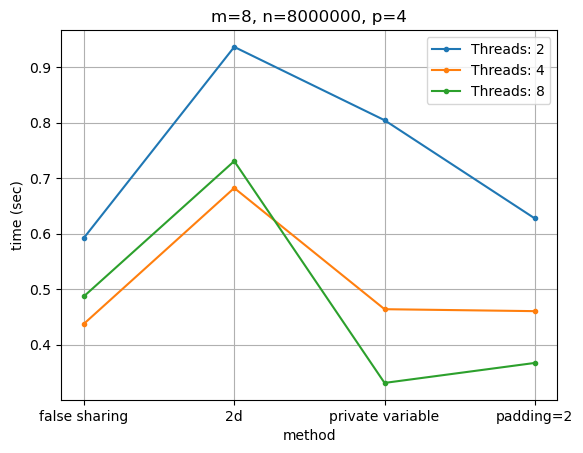 m=8, n=8000000, p=4
Threads: 2
Threads: 4
Threads: 8
time (sec)
0.9
0.8
0.7
0.6
0.5
0.4
false sharing 2d private variable padding=2
method